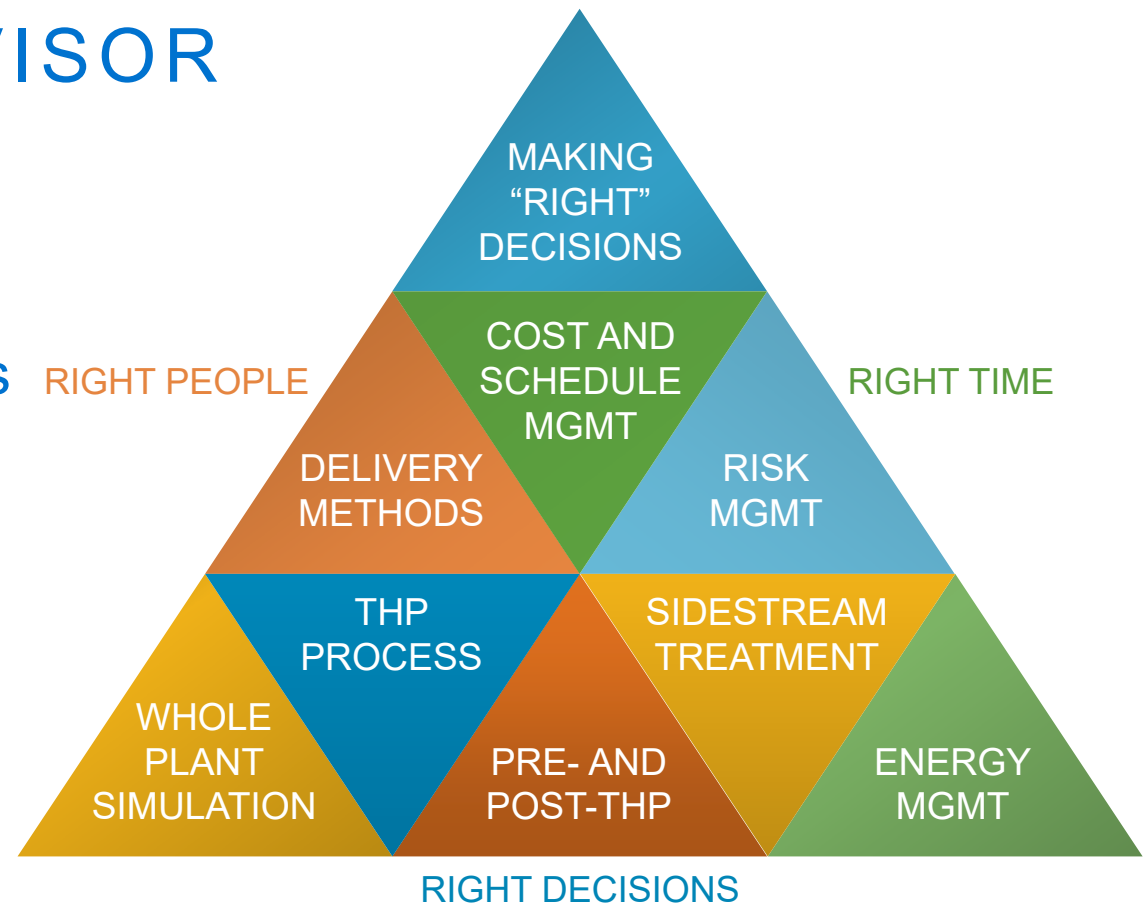 VISOR
MAKING
“RIGHT”
DECISIONS
COST AND
SCHEDULE
MGMT
S
RIGHT PEOPLE
RIGHT TIME
DELIVERY
METHODS
RISK
MGMT
THP
PROCESS
SIDESTREAM
TREATMENT
WHOLE
PLANT
SIMULATION
PRE- AND
POST-THP
ENERGY
MGMT
RIGHT DECISIONS